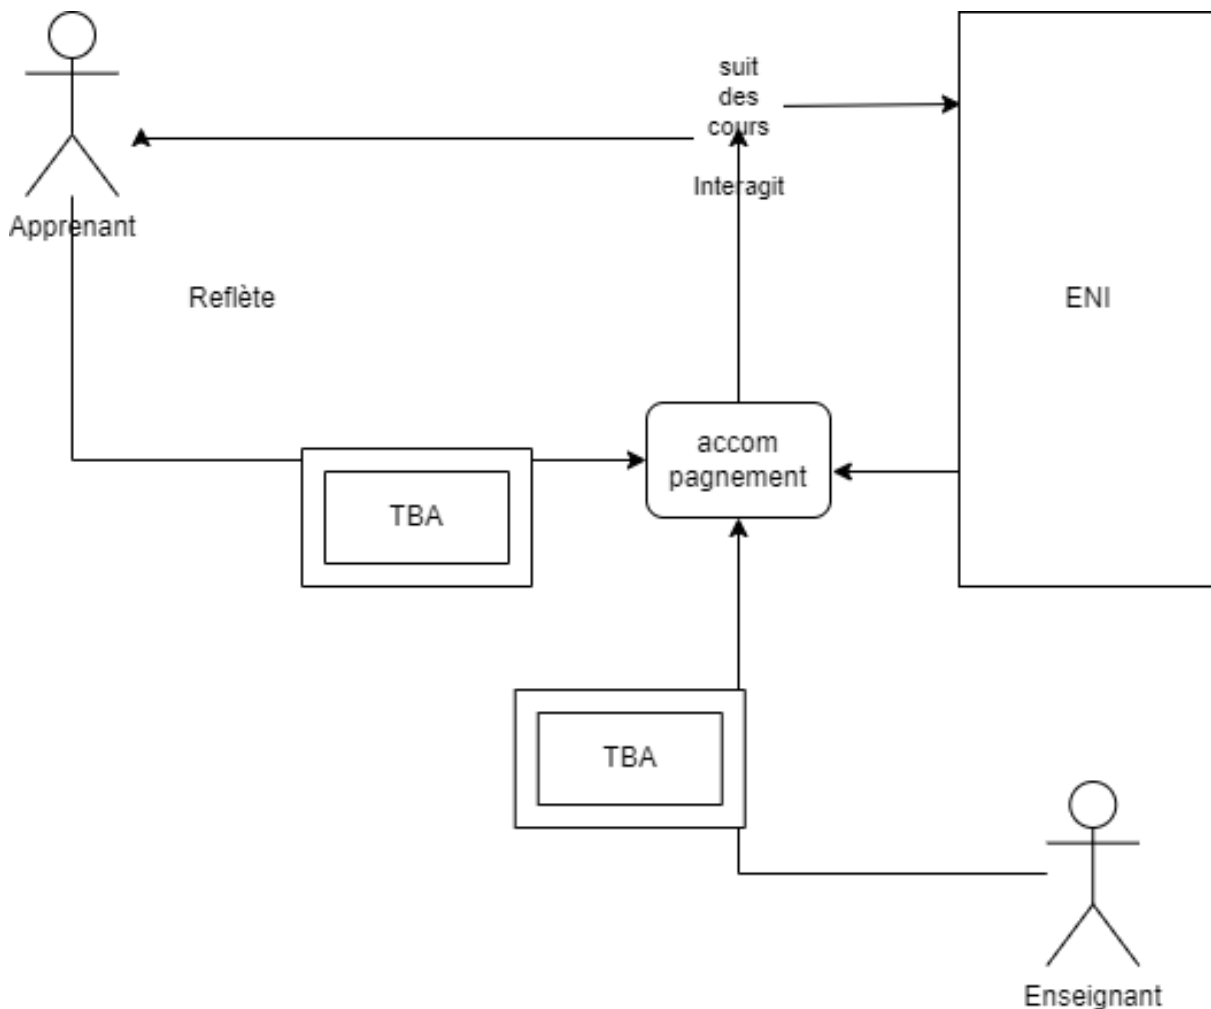 suit
des
cours
Interagit
Apprenant
Reflète
ENI
accom
pagnement
TBA
TBA
Enseignant